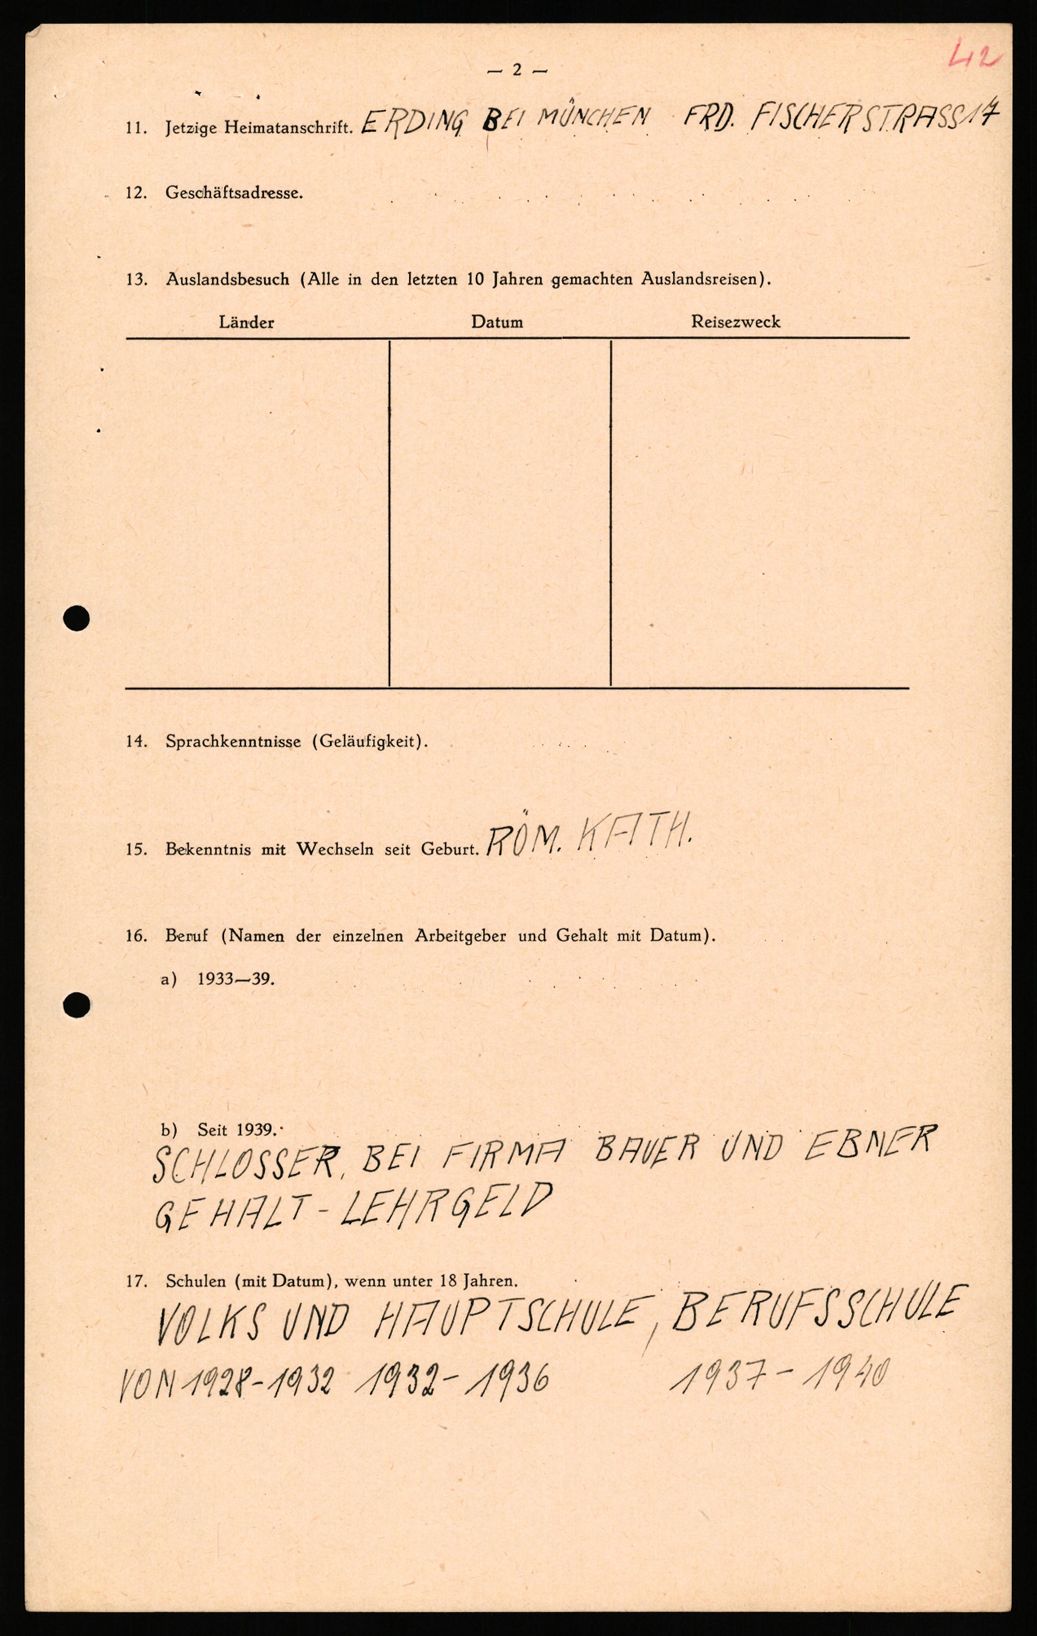 42
— 2 —
11. Jetzige Heimatanschrift. ERDING BEI MÜNCHEN FRD. FISCHERSTRASS 17
12. Geschäftsadresse.
13. Auslandsbesuch (Alle in den letzten 10 Jahren gemachten Auslandsreisen).
Länder Datum Reisezweck
14. Sprachkenntnisse (Geläufigkeit).
15. Bekenntnis mit Wechseln seit Geburt. RÖM. KATH.
16. Beruf (Namen der einzelnen Arbeitgeber und Gehalt mit Datum).
a) 1933—39.
b) Seit 1939.
SCHLOSSER, BEI FIRMA BAUER UND EBNER
GEHALT - LEHRGELD
17. Schulen (mit Datum), wenn unter 18 Jahren.
VOLKS UND HAUPTSCHULE, BERUFSSCHULE
VON 1928-1932 1932-1936 1937-1940